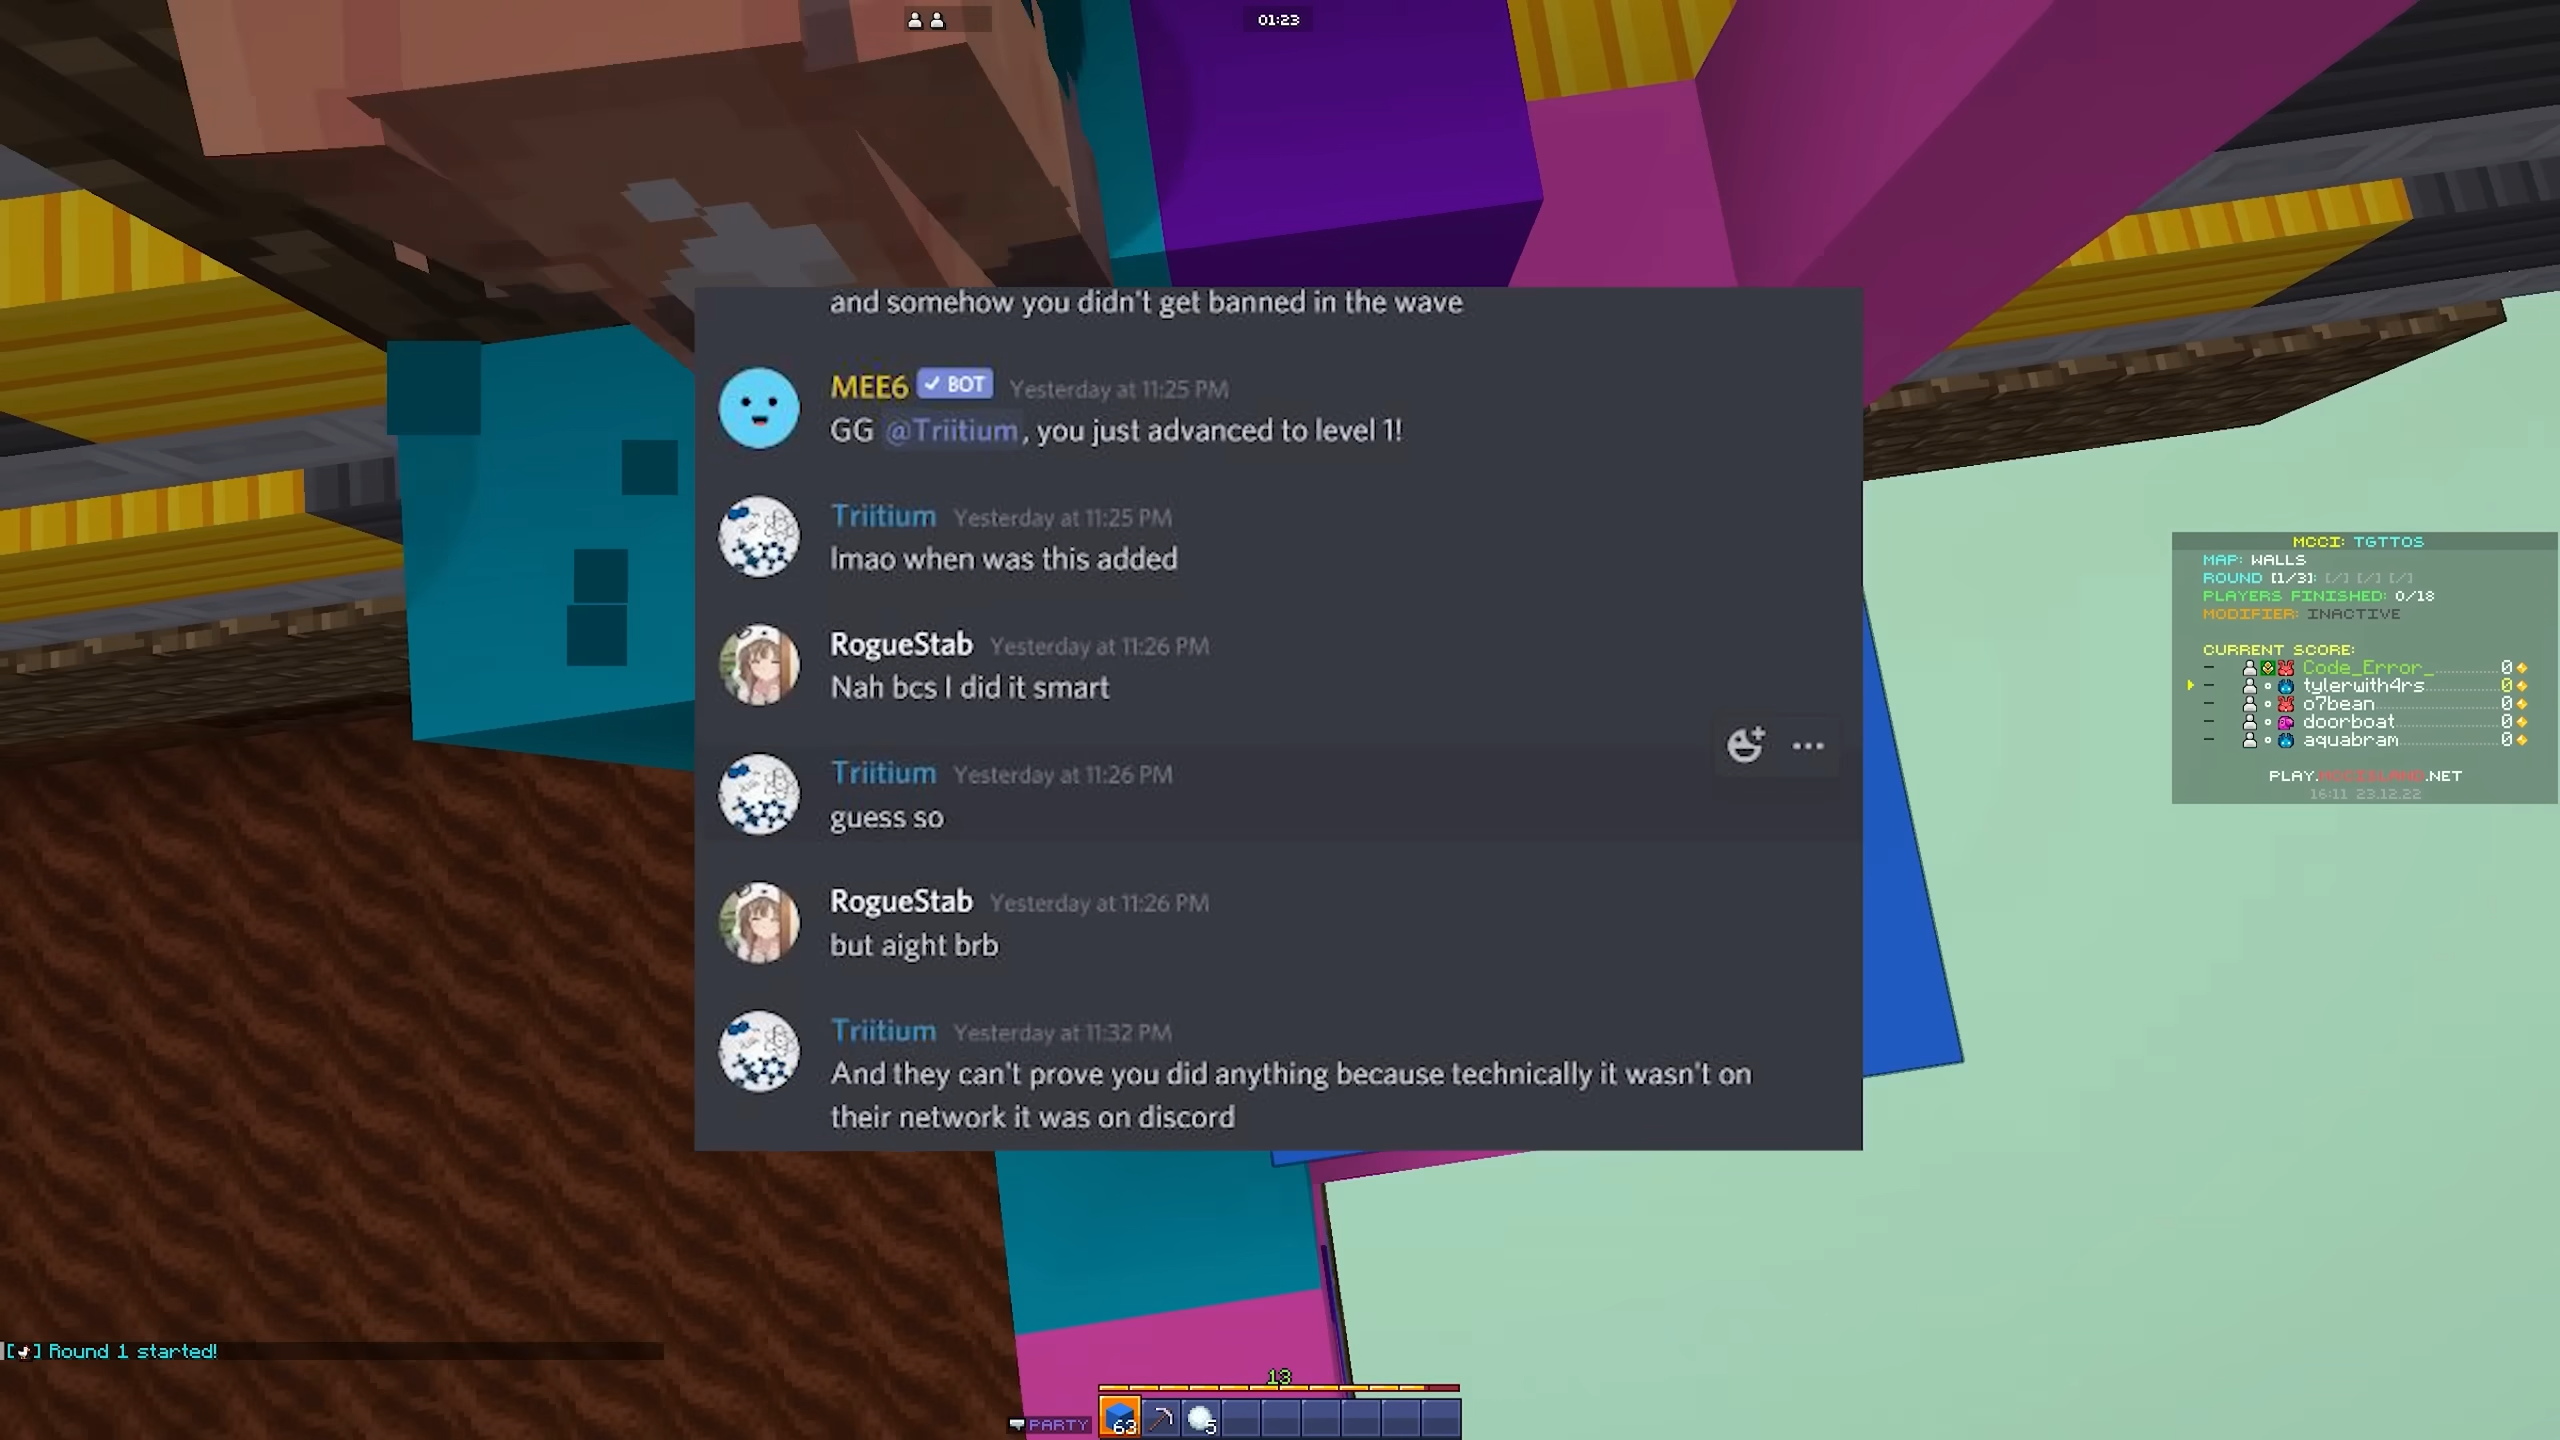 01:23
and somehow you didn't get banned in the wave
MEE6 ✓ BOT Yesterday at 11:25 PM
GG @Triitium, you just advanced to level 1!
Triitium Yesterday at 11:25 PM
lmao when was this added
RogueStab Yesterday at 11:26 PM
Nah bcs I did it smart
Triitium Yesterday at 11:26 PM
guess so
RogueStab Yesterday at 11:26 PM
but aight brb
Triitium Yesterday at 11:32 PM
And they can't prove you did anything because technically it wasn't on
their network it was on discord
MCCI: TGTTOS
MAP: WALLS
ROUND [1/3]: [/] [/] [/]
PLAYERS FINISHED: 0/18
MODIFIER: INACTIVE
CURRENT SCORE:
Code_Error_ 0
tylerwith4rs 0
o7bean 0
doorboat 0
aquabram 0
PLAY.MCCISLAND.NET
16:11 23.12.22
[ ] Round 1 started!
13
PARTY
63
5